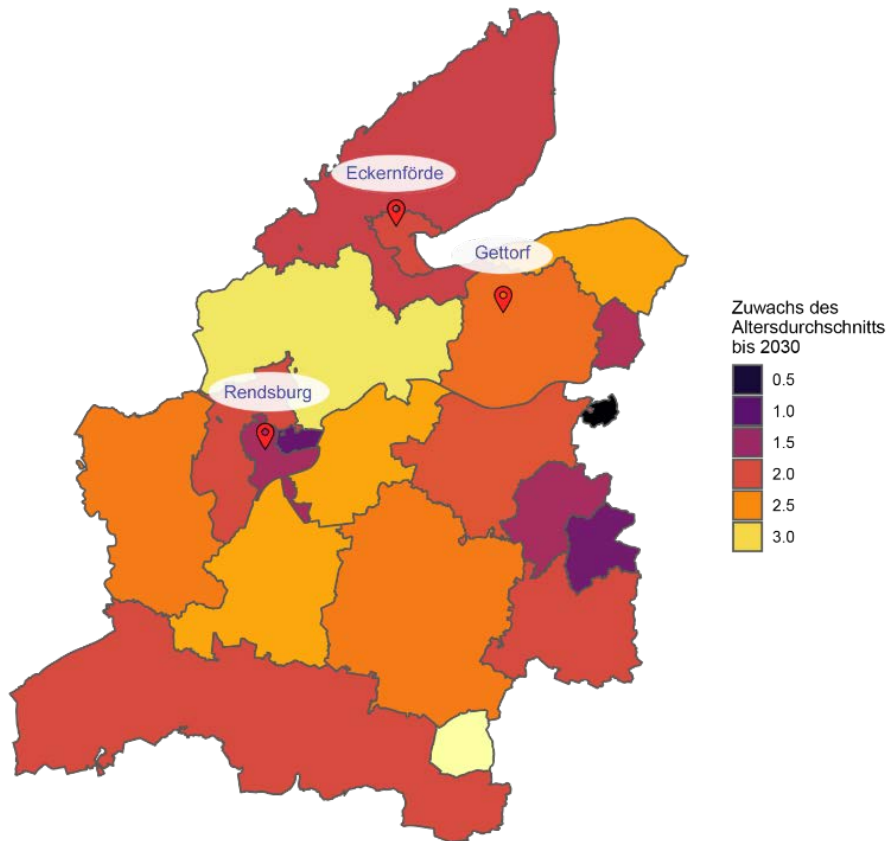 Eckernförde
Gettorf
Rendsburg
Zuwachs des
Altersdurchschnitts
bis 2030
0.5
1.0
1.5
2.0
2.5
3.0